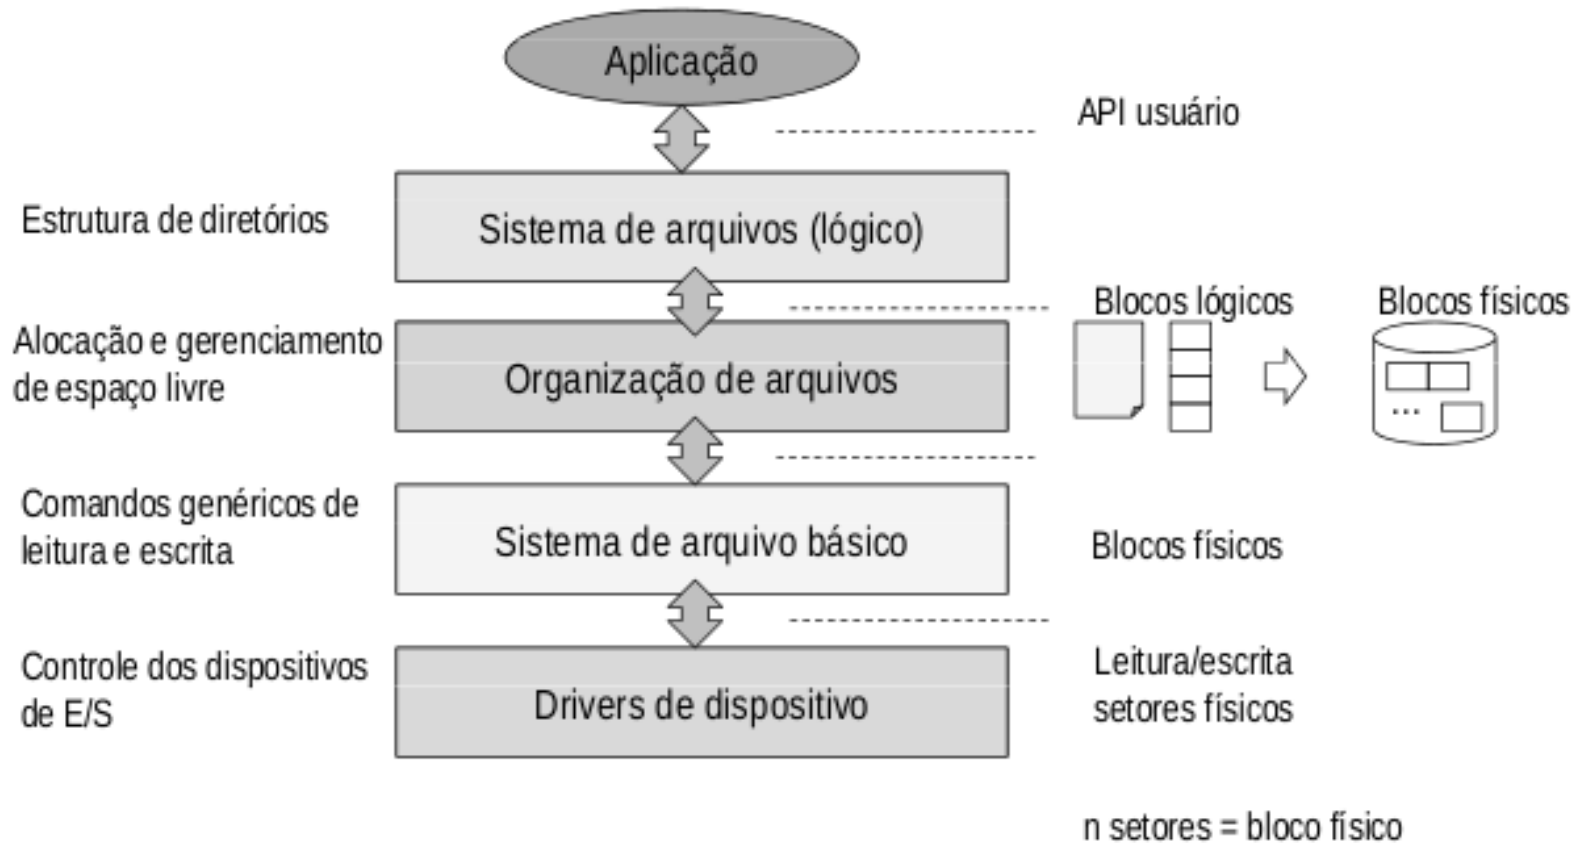 Aplicação
API usuário
Estrutura de diretórios
Sistema de arquivos (lógico)
Blocos lógicos
Blocos físicos
Alocação e gerenciamento
de espaço livre
Organização de arquivos
...
Comandos genéricos de
leitura e escrita
Sistema de arquivo básico
Blocos físicos
Controle dos dispositivos
de E/S
Drivers de dispositivo
Leitura/escrita
setores físicos
n setores = bloco físico